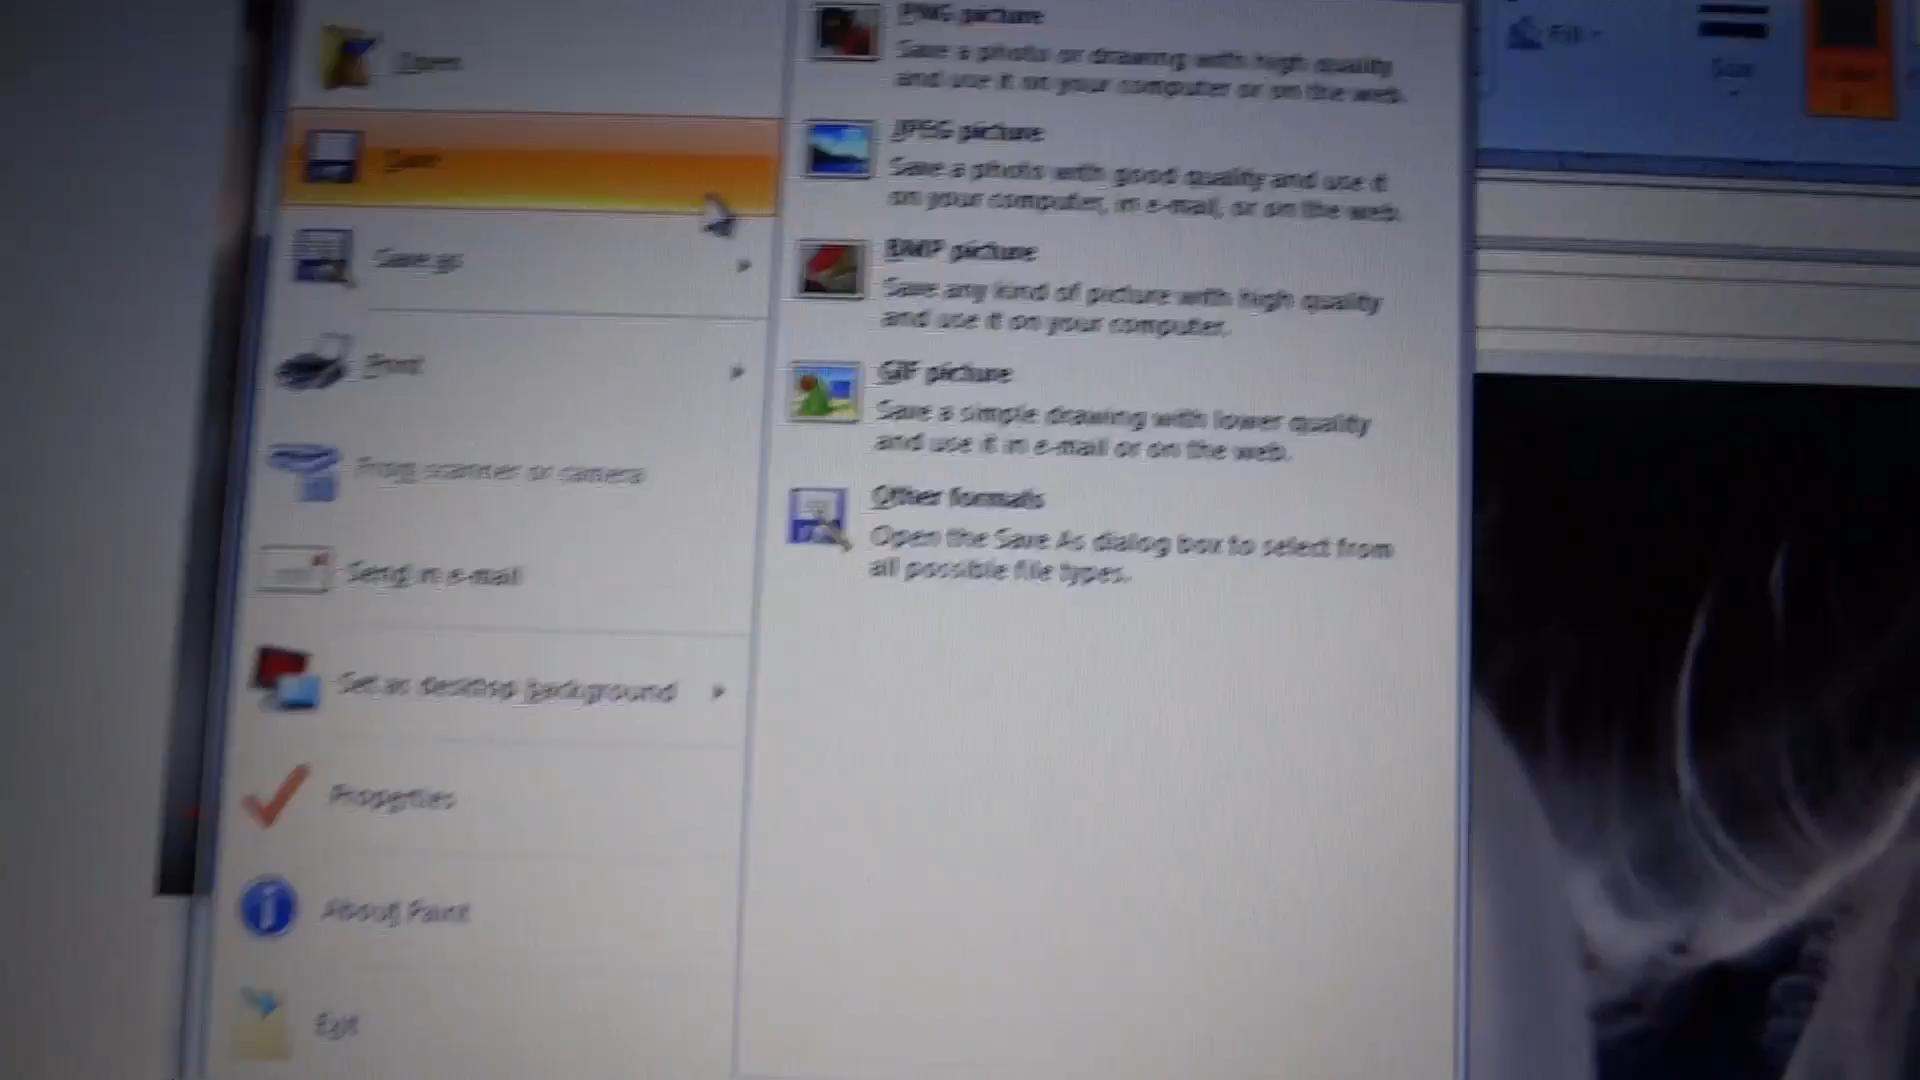 Open
Save
Save as
Print
From scanner or camera
Send in e-mail
Set as desktop background
Properties
About Paint
Exit
PNG picture
Save a photo or drawing with high quality
and use it on your computer or on the web.
JPEG picture
Save a photo with good quality and use it
on your computer, in e-mail, or on the web.
BMP picture
Save any kind of picture with high quality
and use it on your computer.
GIF picture
Save a simple drawing with lower quality
and use it in e-mail or on the web.
Other formats
Open the Save As dialog box to select from
all possible file types.
Fill
Size
Color
1